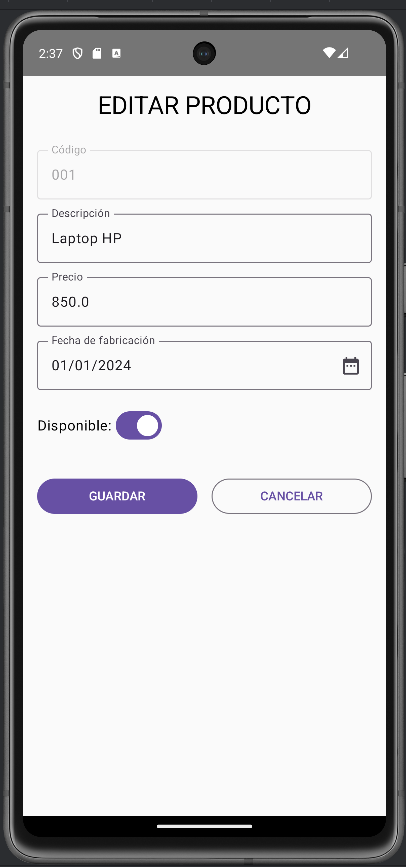 2:37
EDITAR PRODUCTO
Código
001
Descripción
Laptop HP
Precio
850.0
Fecha de fabricación
01/01/2024
Disponible:
GUARDAR CANCELAR